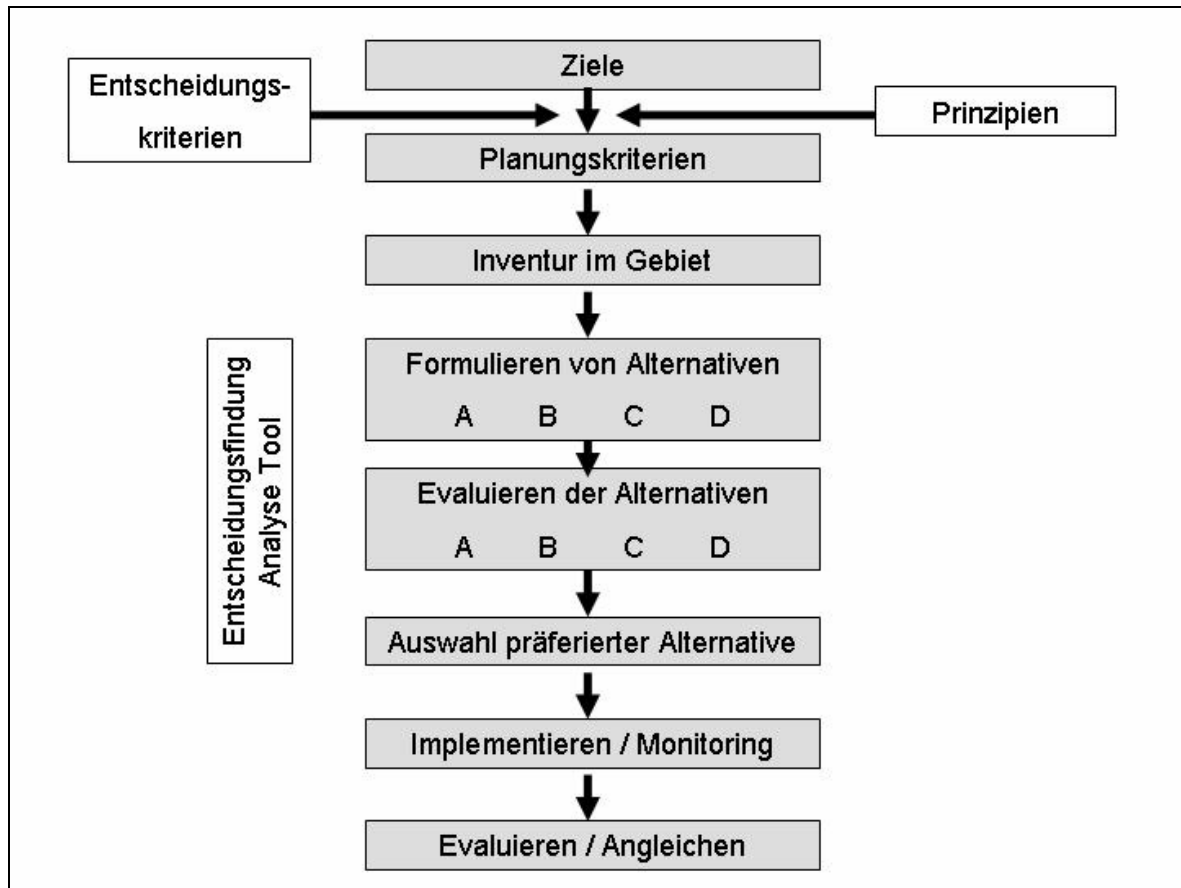 Ziele
Entscheidungs-
kriterien
Prinzipien
Planungskriterien
Inventur im Gebiet
Formulieren von Alternativen
A B C D
Evaluieren der Alternativen
A B C D
Entscheidungsfindung
Analyse Tool
Auswahl präferierter Alternative
Implementieren / Monitoring
Evaluieren / Angleichen